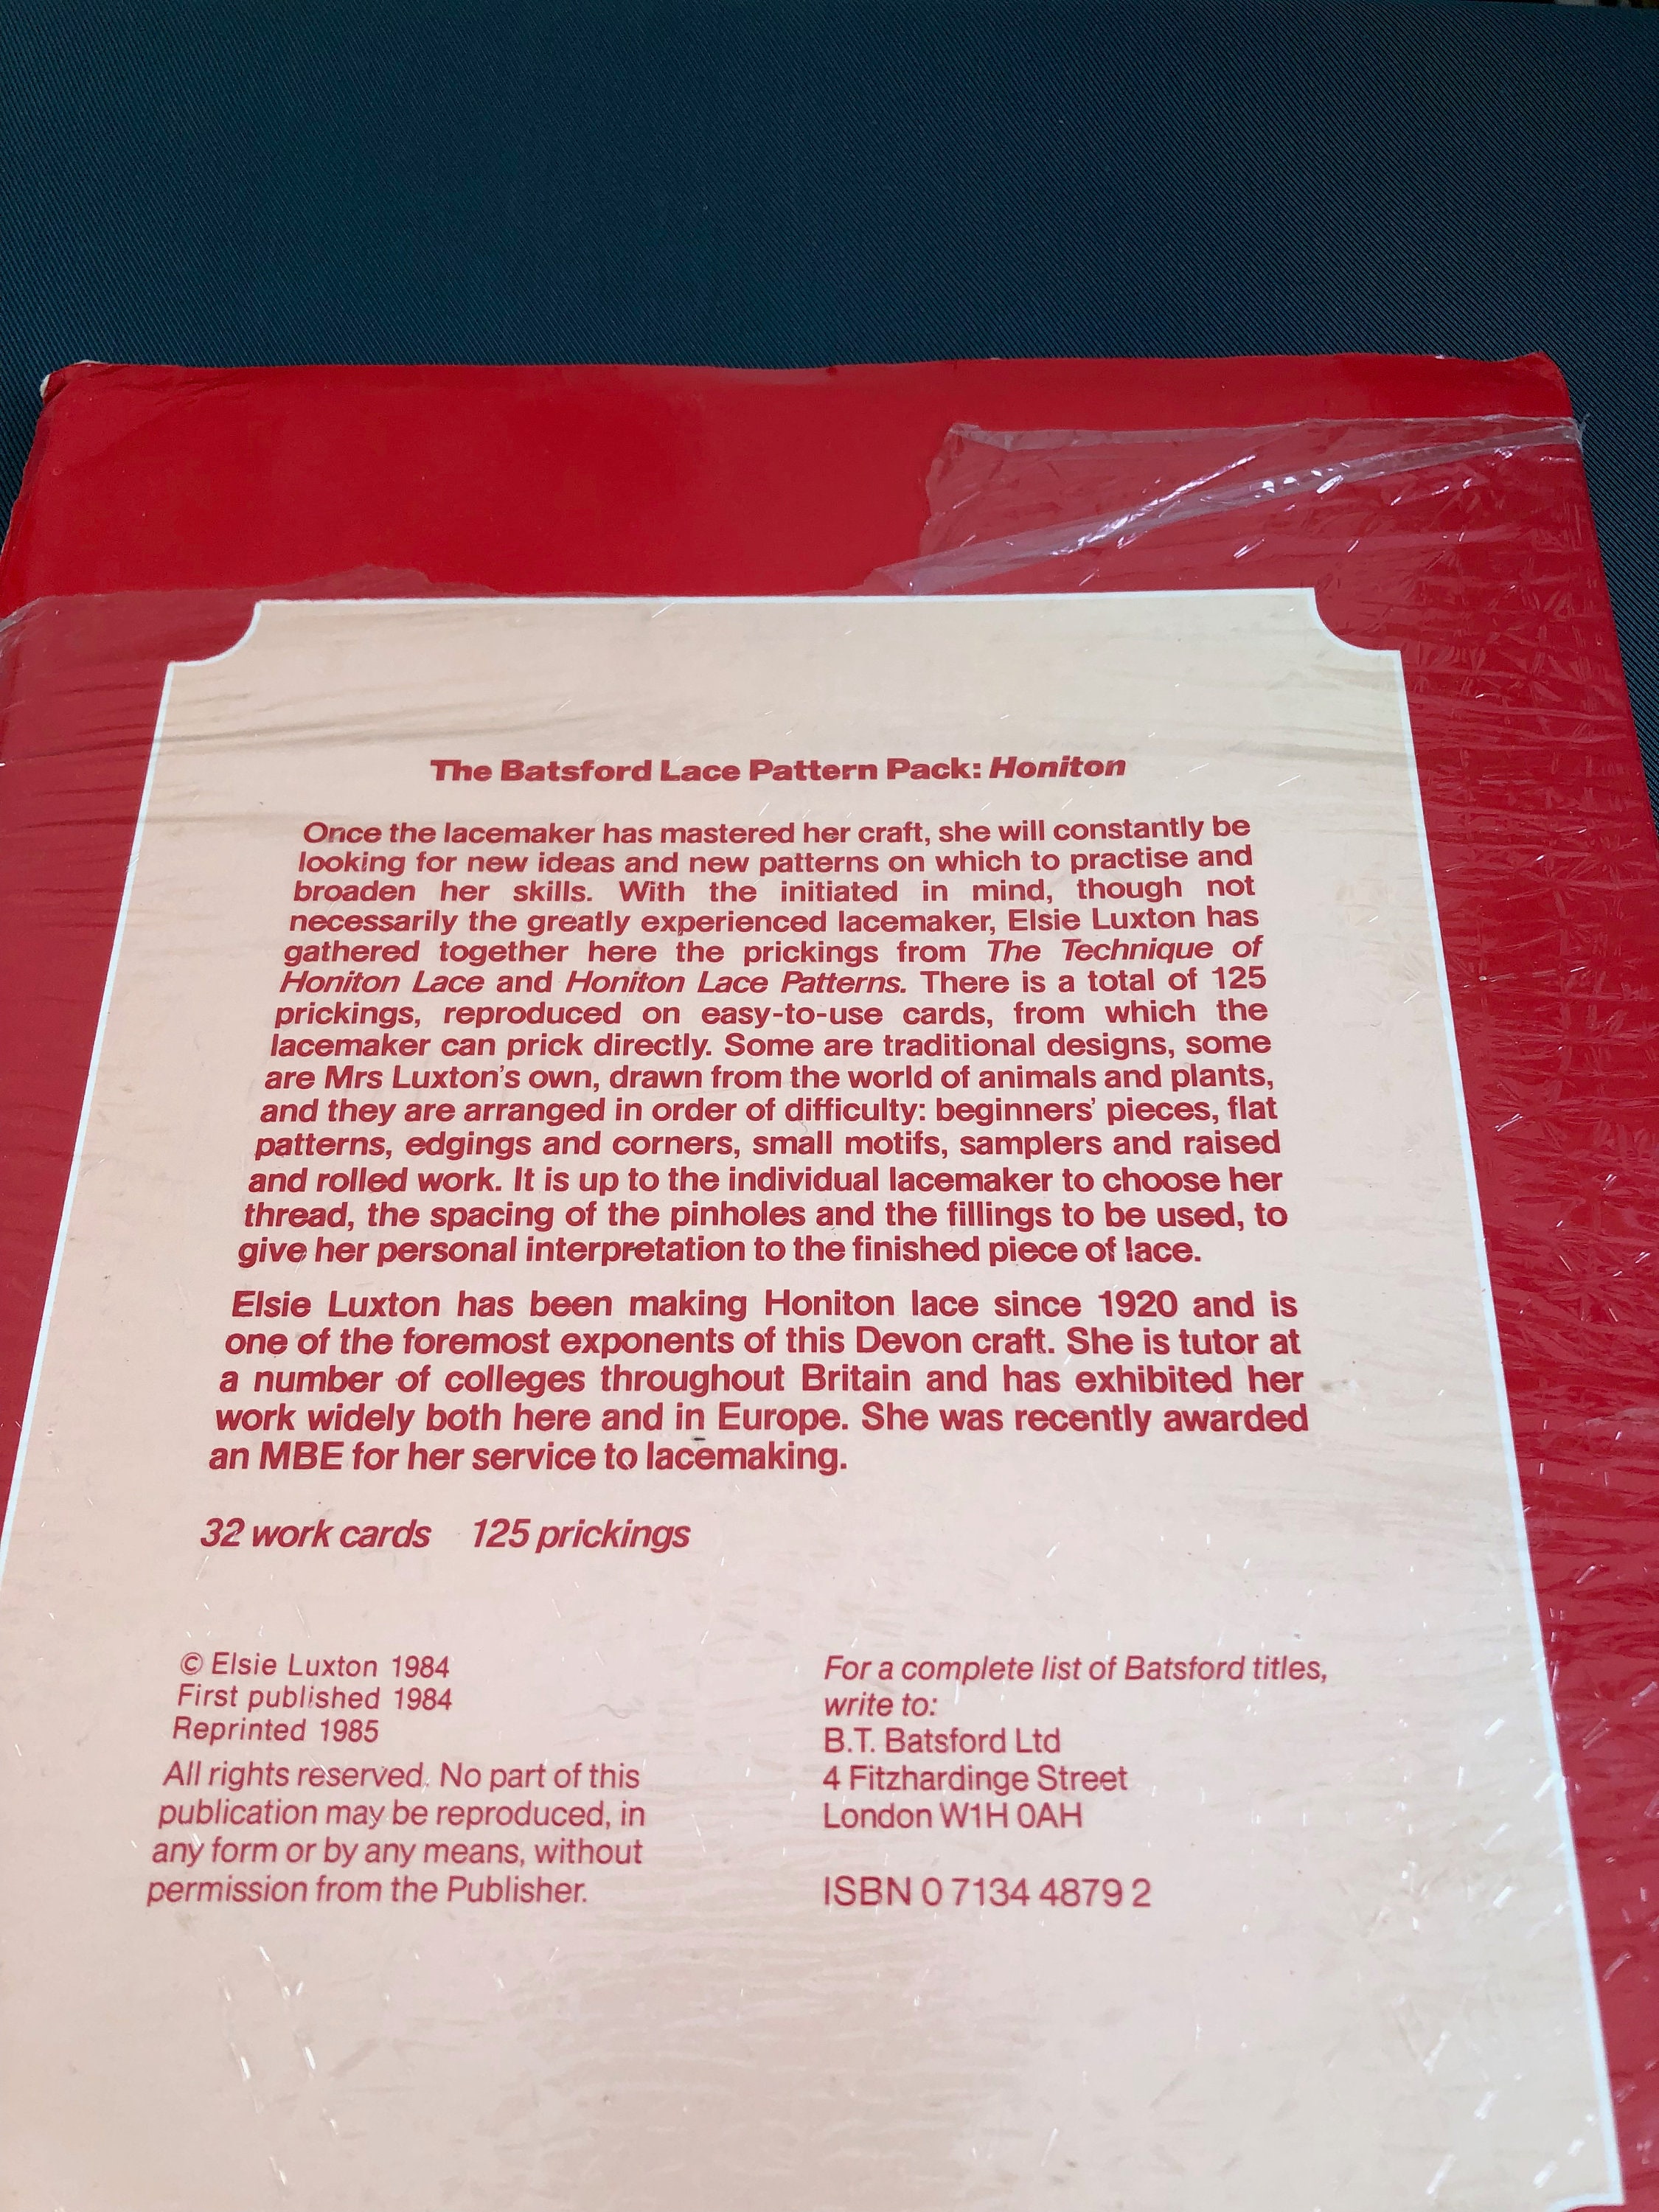 The Batsford Lace Pattern Pack: Honiton
Once the lacemaker has mastered her craft, she will constantly be
looking for new ideas and new patterns on which to practise and
broaden her skills. With the initiated in mind, though not
necessarily the greatly experienced lacemaker, Elsie Luxton has
gathered together here the prickings from The Technique of
Honiton Lace and Honiton Lace Patterns. There is a total of 125
prickings, reproduced on easy-to-use cards, from which the
lacemaker can prick directly. Some are traditional designs, some
are Mrs Luxton's own, drawn from the world of animals and plants,
and they are arranged in order of difficulty: beginners' pieces, flat
patterns, edgings and corners, small motifs, samplers and raised
and rolled work. It is up to the individual lacemaker to choose her
thread, the spacing of the pinholes and the fillings to be used, to
give her personal interpretation to the finished piece of lace.
Elsie Luxton has been making Honiton lace since 1920 and is
one of the foremost exponents of this Devon craft. She is tutor at
a number of colleges throughout Britain and has exhibited her
work widely both here and in Europe. She was recently awarded
an MBE for her service to lacemaking.
32 work cards 125 prickings
© Elsie Luxton 1984
First published 1984
Reprinted 1985
All rights reserved. No part of this
publication may be reproduced, in
any form or by any means, without
permission from the Publisher.
For a complete list of Batsford titles,
write to:
B.T. Batsford Ltd
4 Fitzhardinge Street
London W1H 0AH
ISBN 0 7134 4879 2